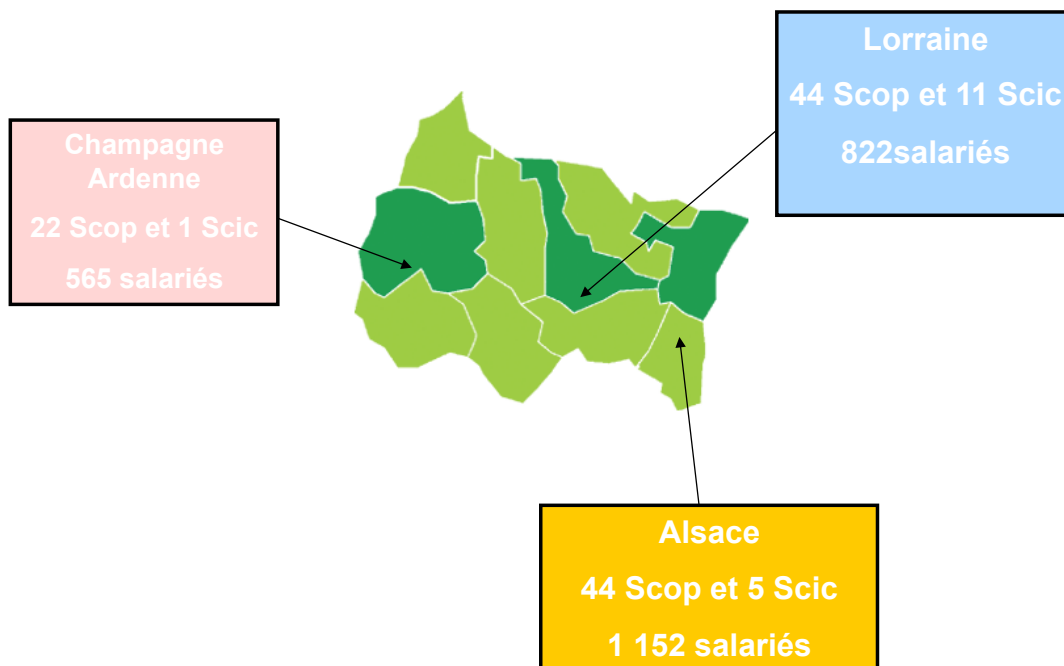 Lorraine
44 Scop et 11 Scic
822salariés
Champagne
Ardenne
22 Scop et 1 Scic
565 salariés
Alsace
44 Scop et 5 Scic
1 152 salariés